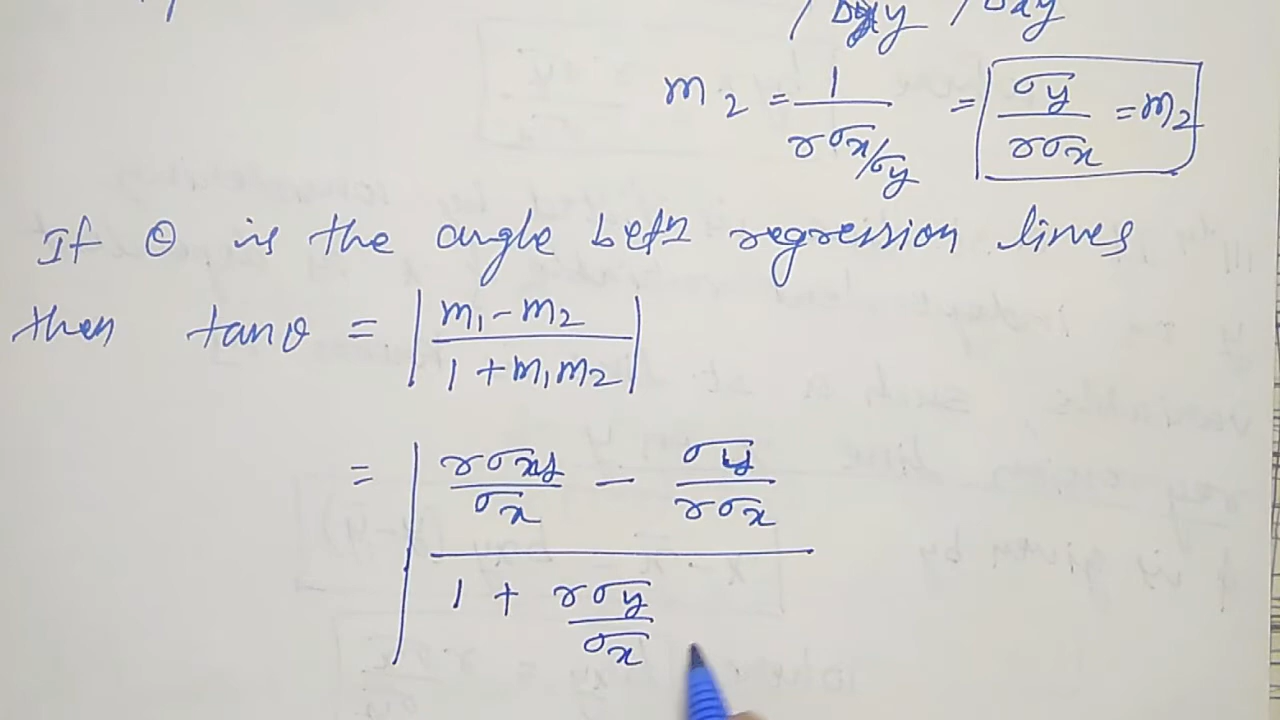 m₂ = 1 / (rσx/σy) = σy / rσx = m₂
If θ is the angle betn regression lines
then tanθ = | (m₁ - m₂) / (1 + m₁m₂) |
= | (rσy/σx - σy/rσx) / (1 + rσy/σx